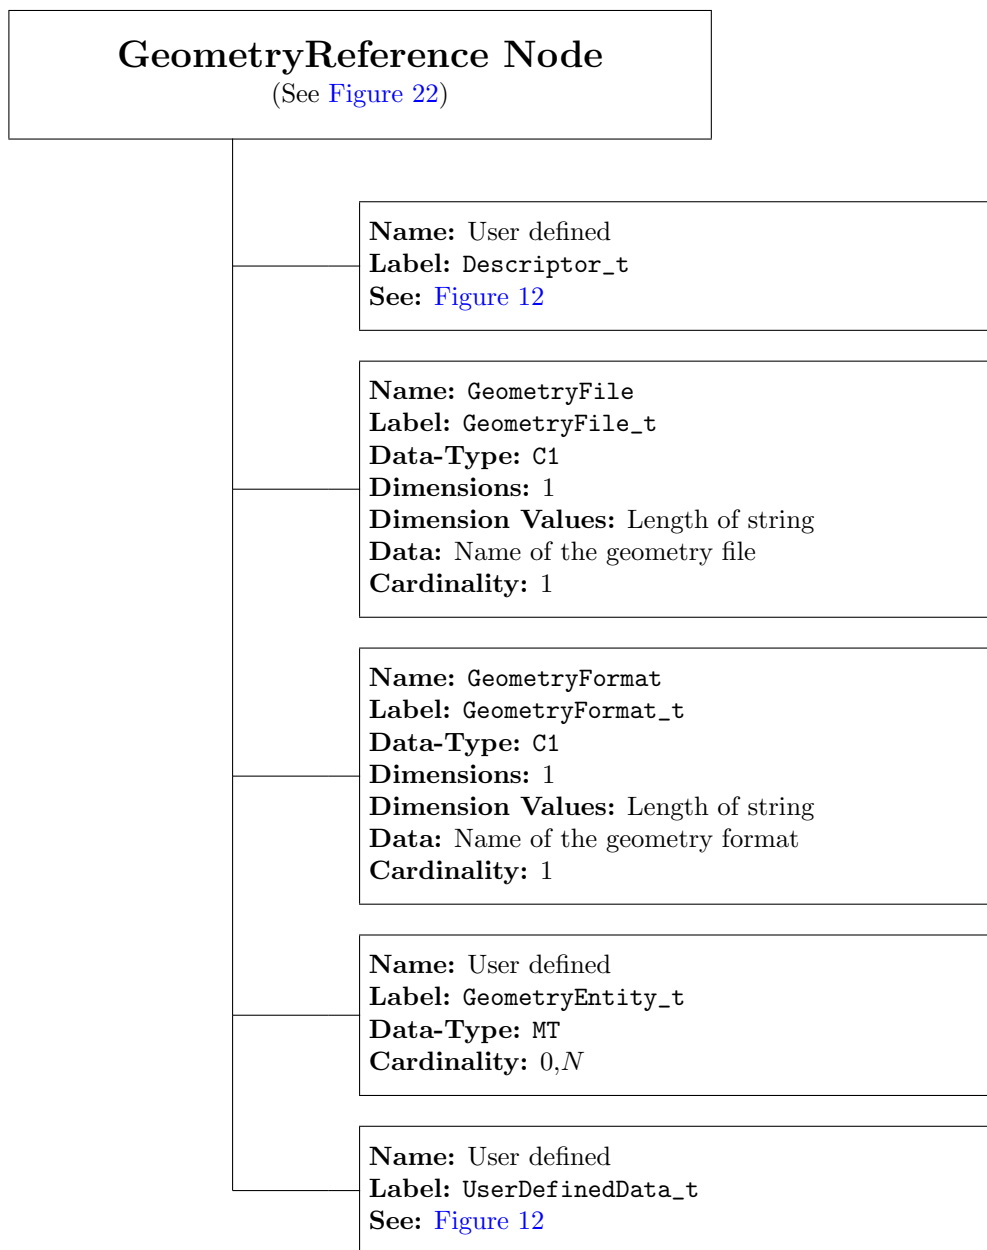 GeometryReference Node
(See Figure 22)
Name: User defined
Label: Descriptor_t
See: Figure 12
Name: GeometryFile
Label: GeometryFile_t
Data-Type: C1
Dimensions: 1
Dimension Values: Length of string
Data: Name of the geometry file
Cardinality: 1
Name: GeometryFormat
Label: GeometryFormat_t
Data-Type: C1
Dimensions: 1
Dimension Values: Length of string
Data: Name of the geometry format
Cardinality: 1
Name: User defined
Label: GeometryEntity_t
Data-Type: MT
Cardinality: 0,N
Name: User defined
Label: UserDefinedData_t
See: Figure 12